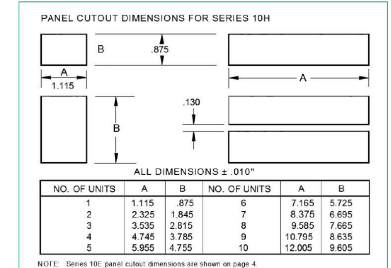 PANEL CUTOUT DIMENSIONS FOR SERIES 10H
B .875
A
1.115
A
.130
B
ALL DIMENSIONS ± .010"
NO. OF UNITS A B NO. OF UNITS A B
1 1.115 .875 6 7.165 5.725
2 2.325 1.845 7 8.375 6.695
3 3.535 2.815 8 9.585 7.665
4 4.745 3.785 9 10.795 8.635
5 5.955 4.755 10 12.005 9.605
NOTE: Series 10E panel cutout dimensions are shown on page 4.